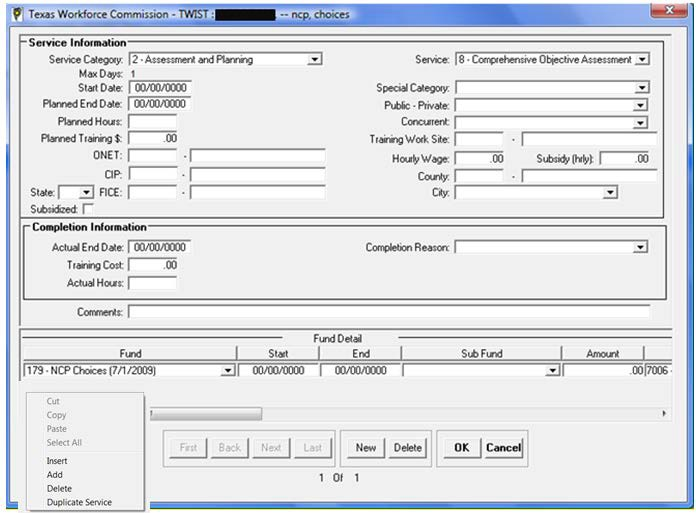 Texas Workforce Commission - TWIST : -- ncp, choices
Service Information
Service Category: 2 - Assessment and Planning Service: 8 - Comprehensive Objective Assessment
Max Days: 1
Start Date: 00/00/0000 Special Category:
Planned End Date: 00/00/0000 Public - Private:
Planned Hours: Concurrent:
Planned Training $: .00 Training Work Site: -
ONET: - Hourly Wage: .00 Subsidy (hrly): .00
CIP: - County: -
State: FICE: - City:
Subsidized:
Completion Information
Actual End Date: 00/00/0000 Completion Reason:
Training Cost: .00
Actual Hours:
Comments:
Fund Detail
Fund Start End Sub Fund Amount
179 - NCP Choices (7/1/2009) 00/00/0000 00/00/0000 .00 7006 -
Cut
Copy
Paste
Select All
Insert
Add
Delete
Duplicate Service
First Back Next Last New Delete OK Cancel
1 Of 1